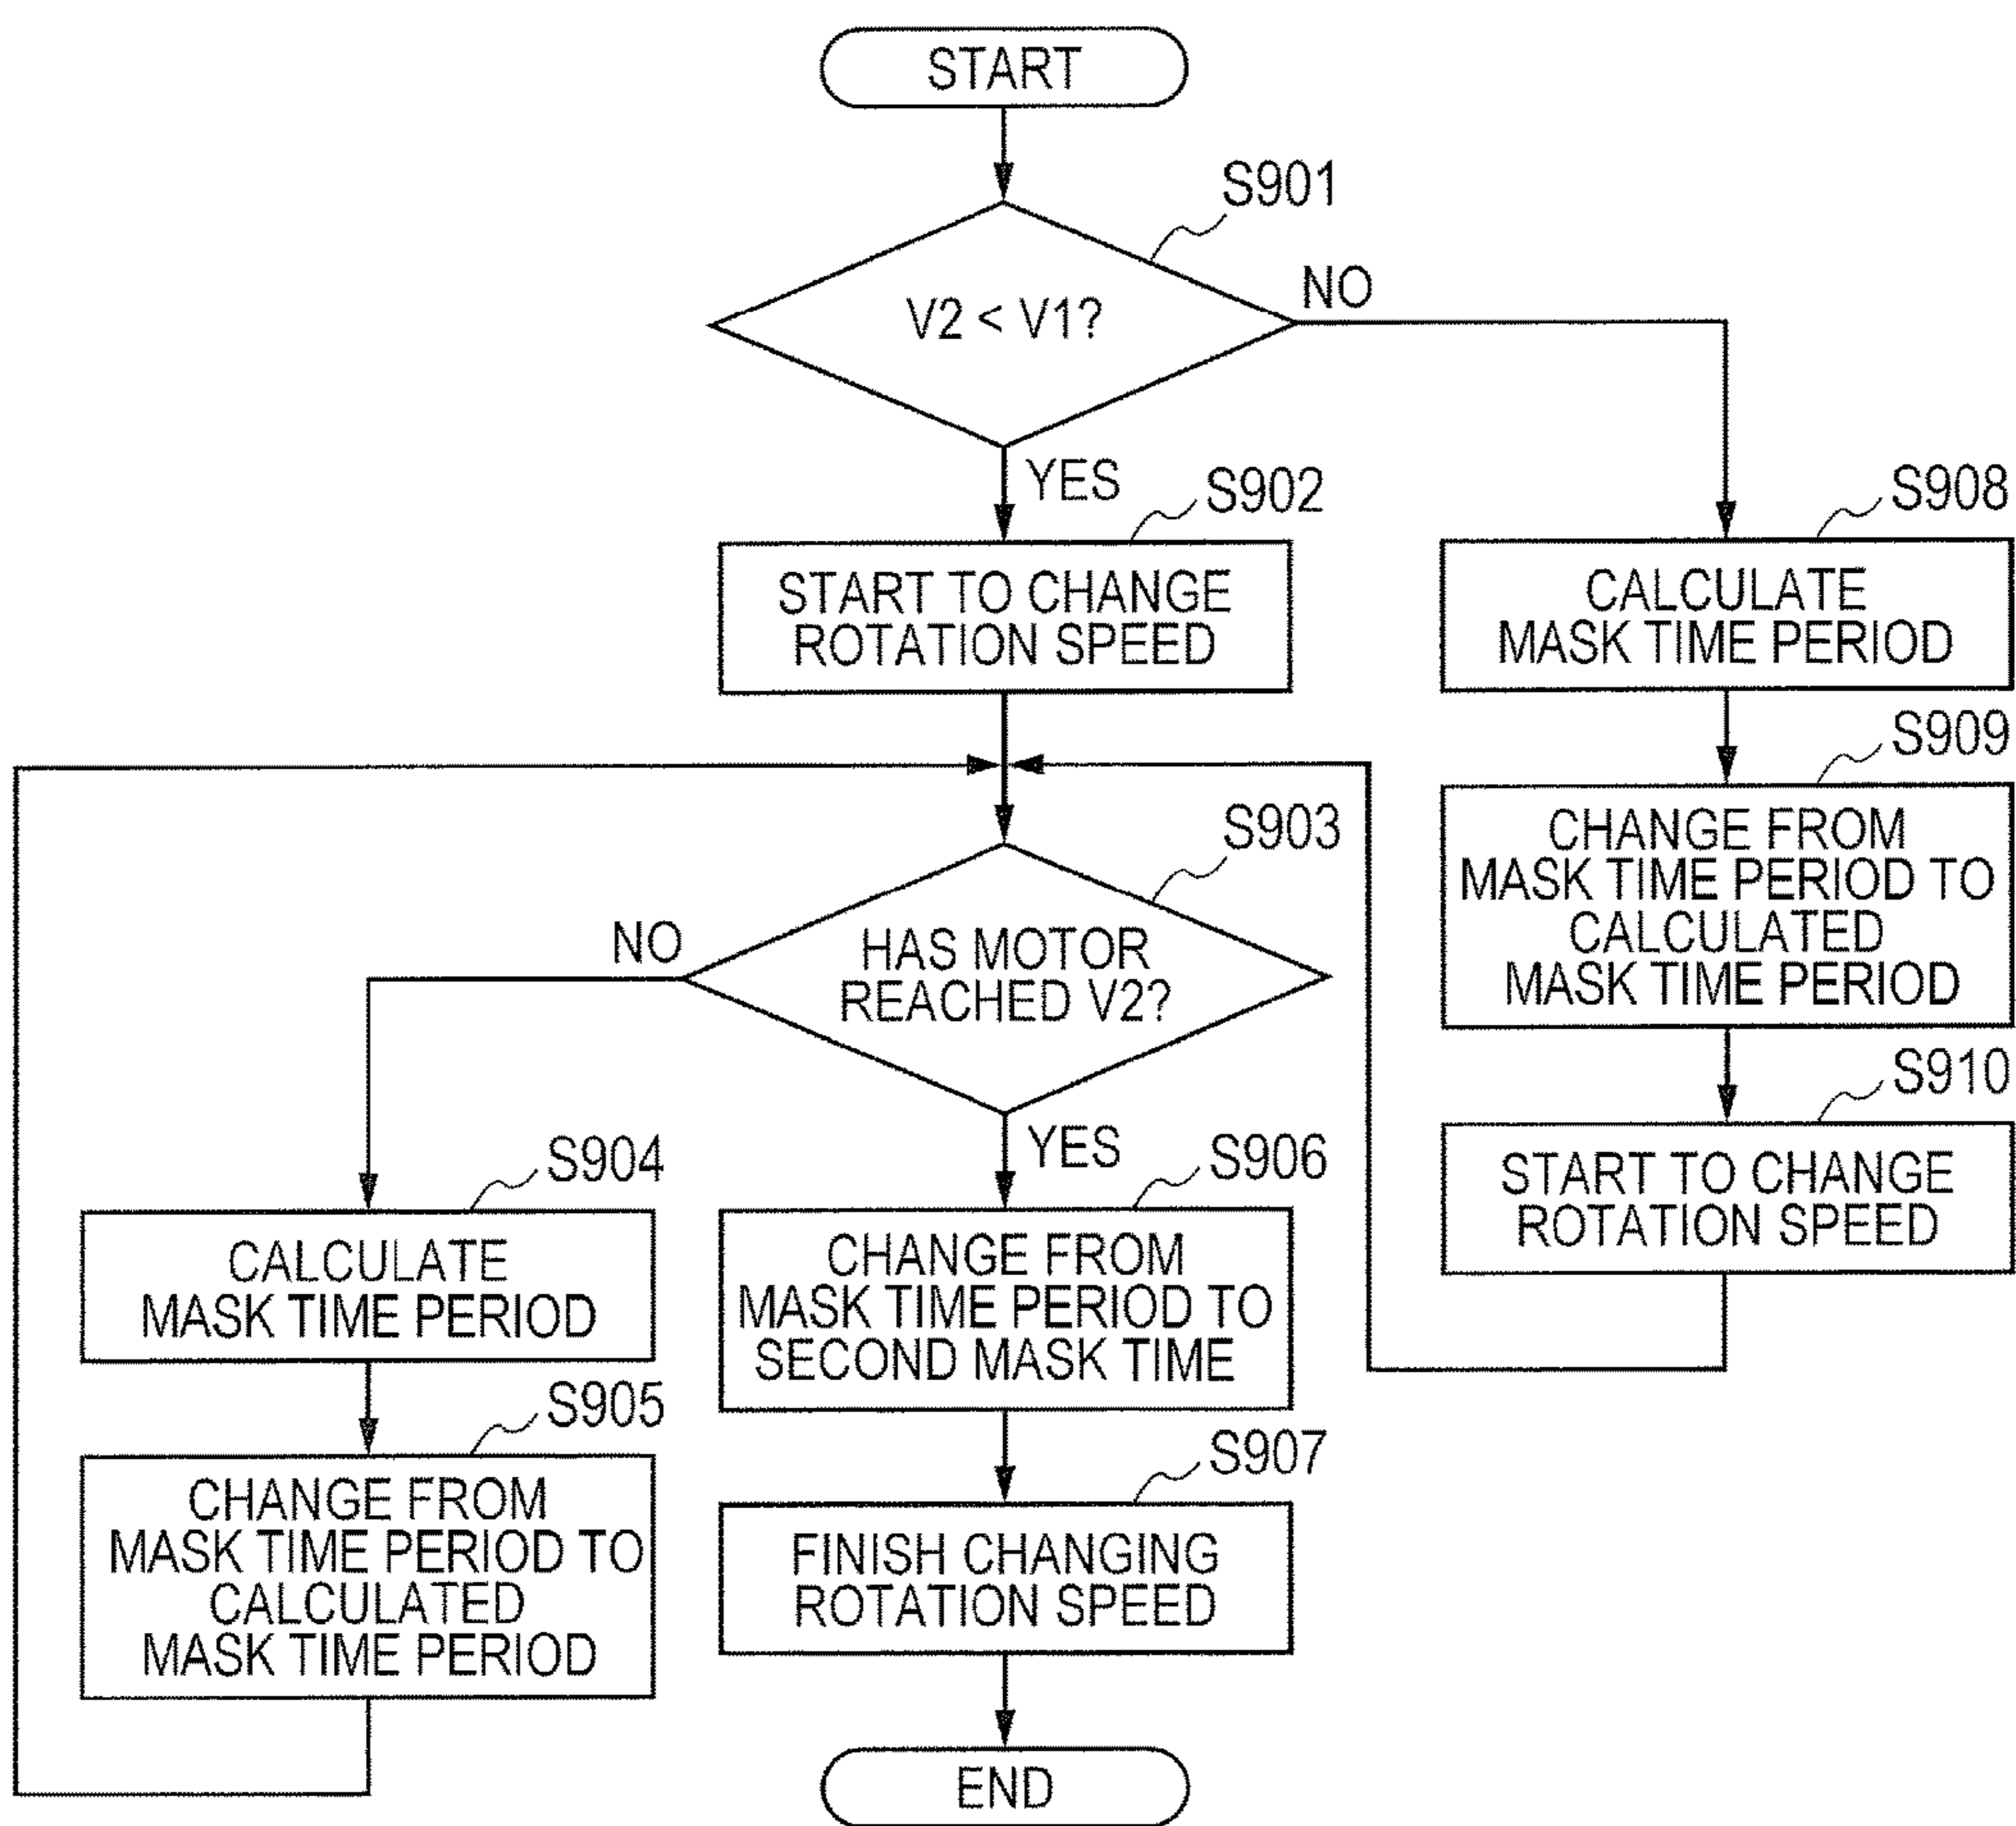 START
S901
V2 < V1?
NO
YES
S902
START TO CHANGE
ROTATION SPEED
S908
CALCULATE
MASK TIME PERIOD
S909
CHANGE FROM
MASK TIME PERIOD TO
CALCULATED
MASK TIME PERIOD
S910
START TO CHANGE
ROTATION SPEED
S903
HAS MOTOR
REACHED V2?
NO
YES
S904
CALCULATE
MASK TIME PERIOD
S905
CHANGE FROM
MASK TIME PERIOD TO
CALCULATED
MASK TIME PERIOD
S906
CHANGE FROM
MASK TIME PERIOD TO
SECOND MASK TIME
S907
FINISH CHANGING
ROTATION SPEED
END